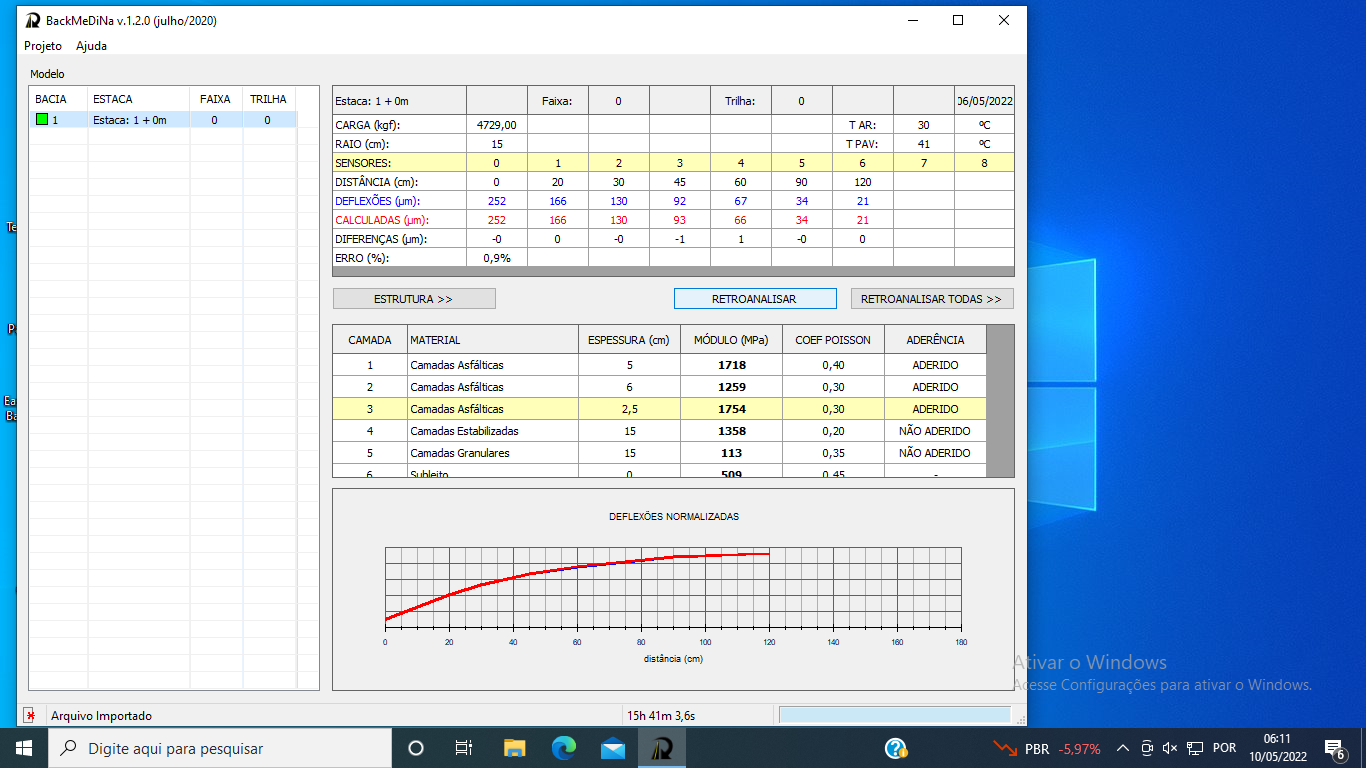 BackMeDiNa v.1.2.0 (julho/2020)
Projeto Ajuda
Modelo
BACIA ESTACA FAIXA TRILHA
1 Estaca: 1 + 0m 0 0
Estaca: 1 + 0m Faixa: 0 Trilha: 0 06/05/2022
CARGA (kgf): 4729,00 T AR: 30 ºC
RAIO (cm): 15 T PAV: 41 ºC
SENSORES: 0 1 2 3 4 5 6 7 8
DISTÂNCIA (cm): 0 20 30 45 60 90 120
DEFLEXÕES (µm): 252 166 130 92 67 34 21
CALCULADAS (µm): 252 166 130 93 66 34 21
DIFERENÇAS (µm): -0 0 -0 -1 1 -0 0
ERRO (%): 0,9%
ESTRUTURA >> RETROANALISAR RETROANALISAR TODAS >>
CAMADA MATERIAL ESPESSURA (cm) MÓDULO (MPa) COEF POISSON ADERÊNCIA
1 Camadas Asfálticas 5 1718 0,40 ADERIDO
2 Camadas Asfálticas 6 1259 0,30 ADERIDO
3 Camadas Asfálticas 2,5 1754 0,30 ADERIDO
4 Camadas Estabilizadas 15 1358 0,20 NÃO ADERIDO
5 Camadas Granulares 15 113 0,35 NÃO ADERIDO
6 Subleito 0 509 0,45 -
DEFLEXÕES NORMALIZADAS
0 20 40 60 80 100 120 140 160 180
distância (cm)
Arquivo Importado 15h 41m 3,6s
Ativar o Windows
Acesse Configurações para ativar o Windows.
Digite aqui para pesquisar PBR -5,97% POR 06:11
10/05/2022 6